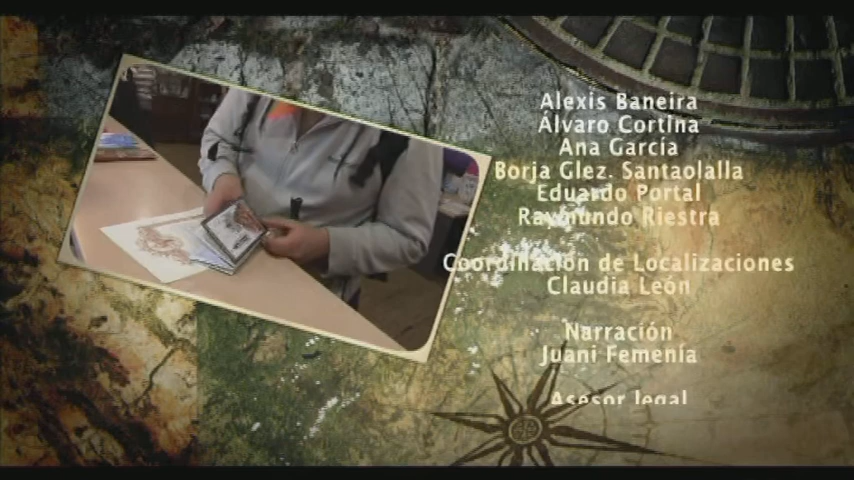 Alexis Baneira
Álvaro Cortina
Ana García
Borja Glez. Santaolalla
Eduardo Portal
Raymundo Riestra
Coordinación de Localizaciones
Claudia León
Narración
Juani Femenía
Asesor legal